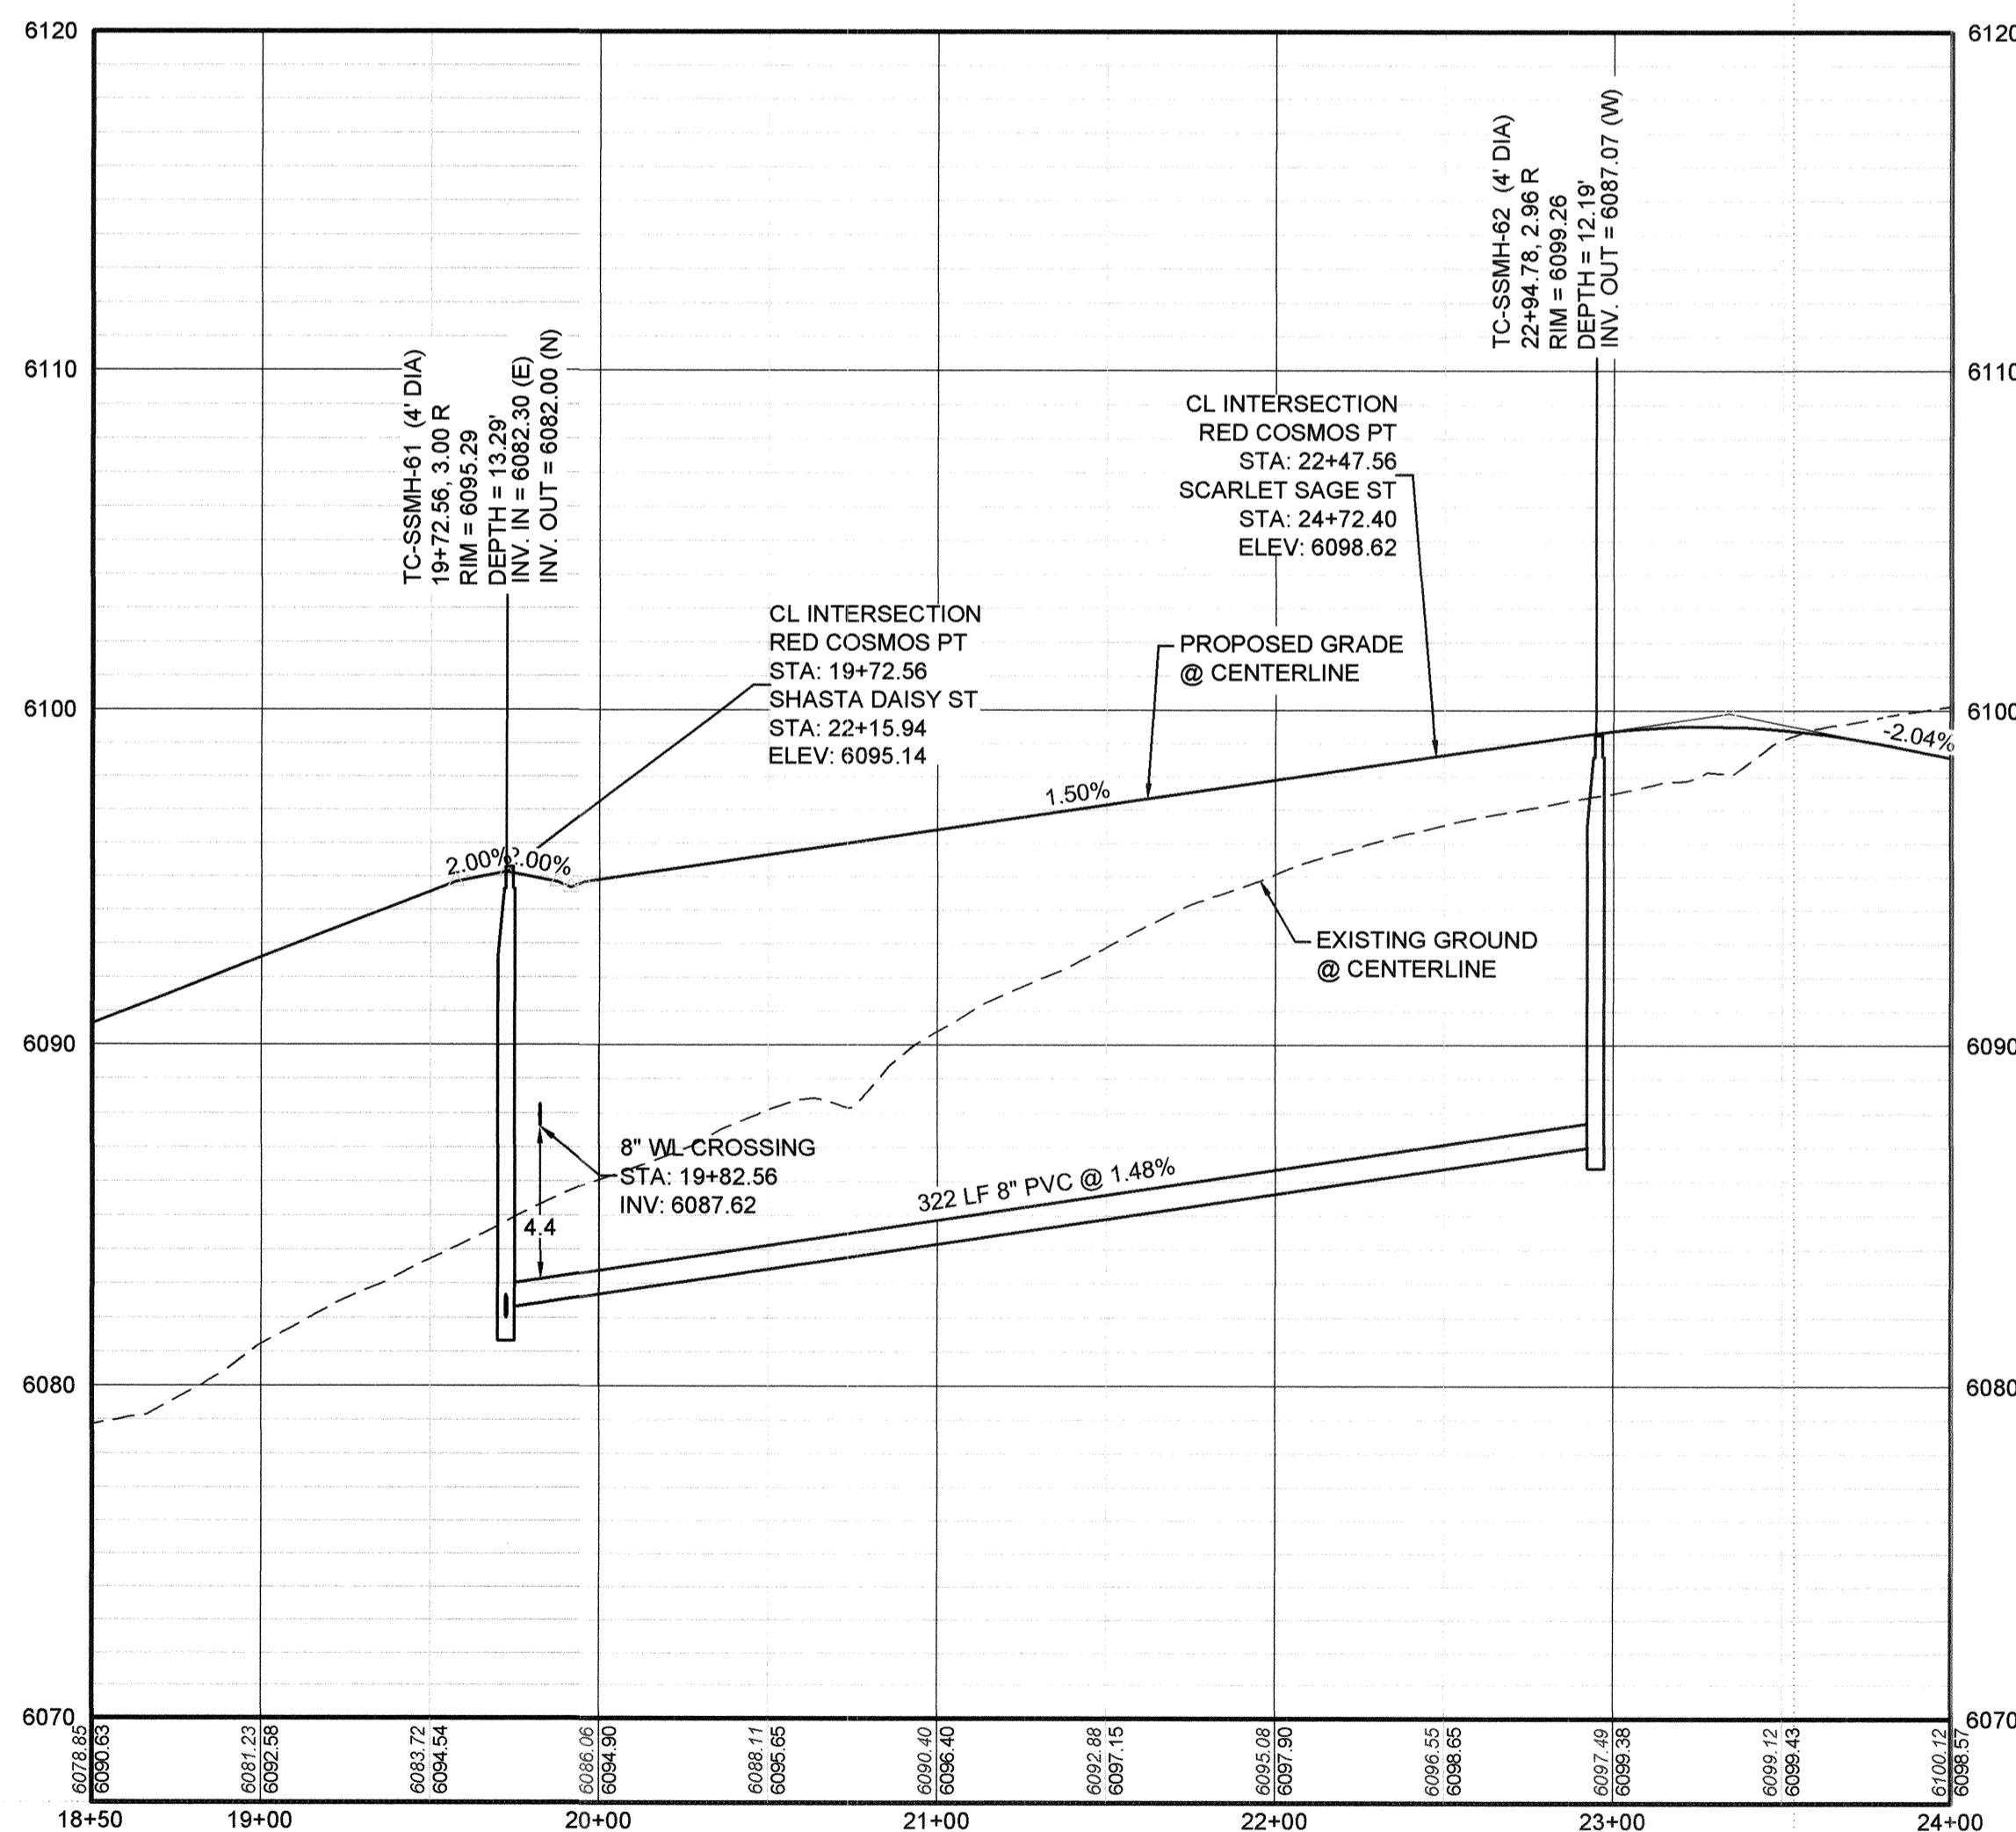 6120
6120
TC-SSMH-62 (4' DIA)
22+94.78, 2.96 R
RIM = 6099.26
DEPTH = 12.19'
INV. OUT = 6087.07 (W)
6110
6110
TC-SSMH-61 (4' DIA)
19+72.56, 3.00 R
RIM = 6095.29
DEPTH = 13.29'
INV. IN = 6082.30 (E)
INV. OUT = 6082.00 (N)
CL INTERSECTION
RED COSMOS PT
STA: 22+47.56
SCARLET SAGE ST
STA: 24+72.40
ELEV: 6098.62
CL INTERSECTION
RED COSMOS PT
STA: 19+72.56
SHASTA DAISY ST
STA: 22+15.94
ELEV: 6095.14
PROPOSED GRADE
@ CENTERLINE
6100
6100
-2.04%
1.50%
2.00%
2.00%
EXISTING GROUND
@ CENTERLINE
6090
6090
8" WL CROSSING
STA: 19+82.56
INV: 6087.62
4.4
322 LF 8" PVC @ 1.48%
6080
6080
6070
6070
6078.85
6090.63
6081.23
6092.58
6083.72
6094.54
6086.06
6094.90
6088.11
6095.65
6090.40
6096.40
6092.88
6097.15
6095.08
6097.90
6096.55
6098.65
6097.49
6099.38
6099.12
6099.43
6100.12
6098.57
18+50
19+00
20+00
21+00
22+00
23+00
24+00